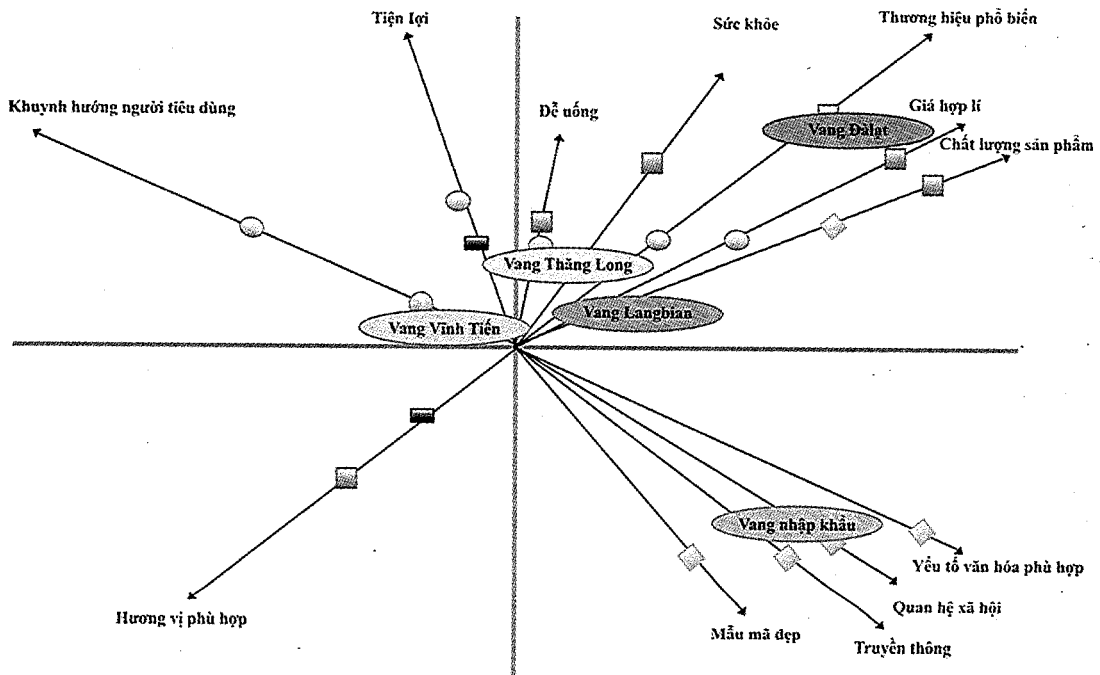 Tiện lợi
Sức khỏe
Thương hiệu phổ biến
Khuynh hướng người tiêu dùng
Dễ uống
Giá hợp lí
Vang Đàlạt
Chất lượng sản phẩm
Vang Thăng Long
Vang Langbian
Vang Vĩnh Tiến
Vang nhập khẩu
Yếu tố văn hóa phù hợp
Quan hệ xã hội
Hương vị phù hợp
Mẫu mã đẹp
Truyền thông